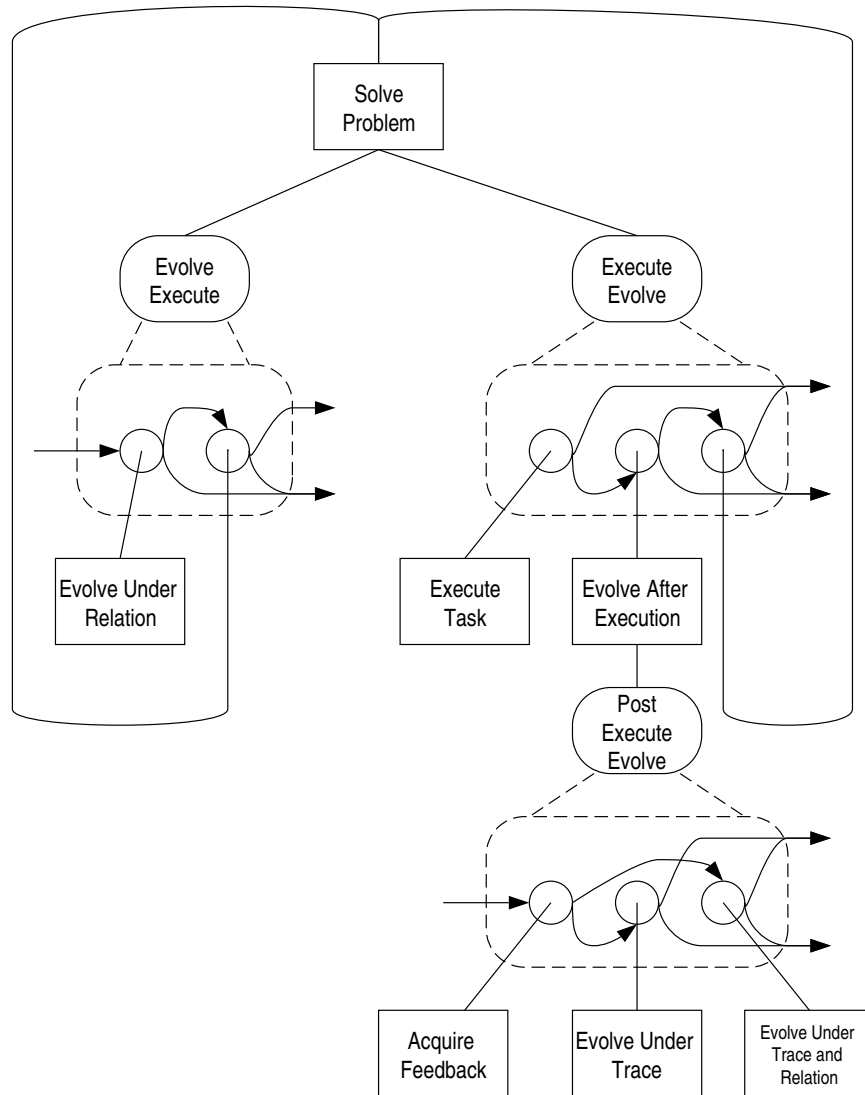 Solve
Problem
Evolve
Execute
Execute
Evolve
Evolve Under
Relation
Execute
Task
Evolve After
Execution
Post
Execute
Evolve
Acquire
Feedback
Evolve Under
Trace
Evolve Under
Trace and
Relation